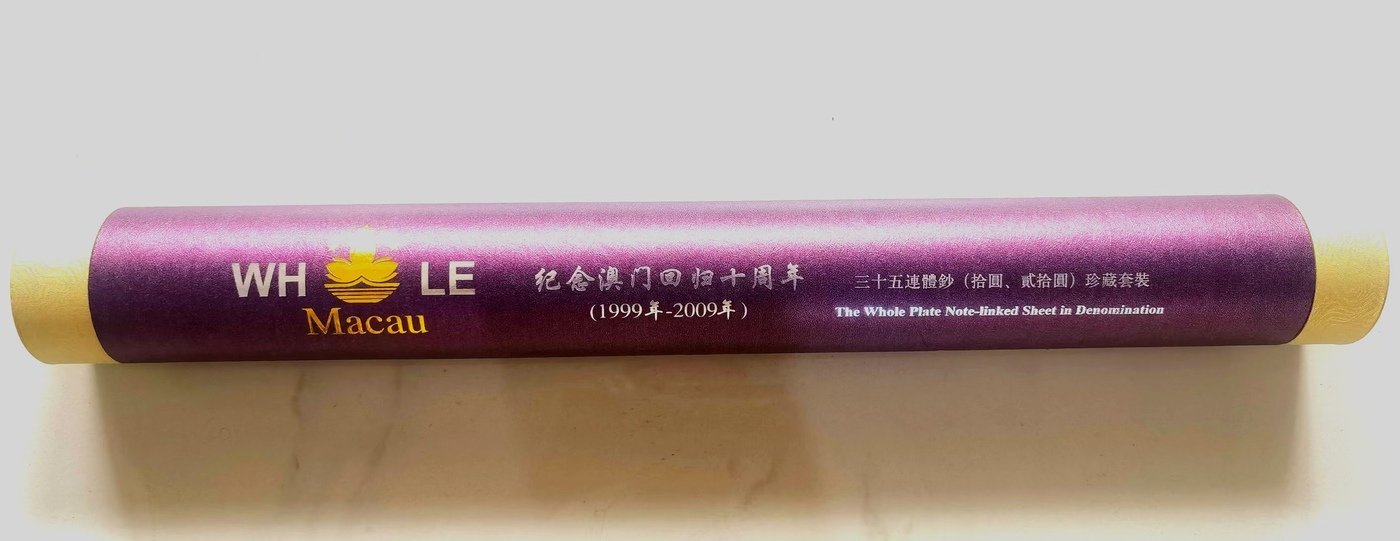 WH LE
Macau
纪念澳门回归十周年
(1999年-2009年)
三十五連體鈔（拾圓、貳拾圓）珍藏套裝
The Whole Plate Note-linked Sheet in Denomination